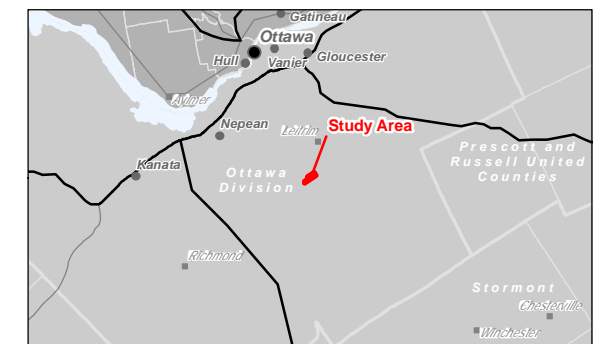 Gatineau
Ottawa
Hull
Vanier
Gloucester
Aylmer
Nepean
Leitrim
Study Area
Kanata
Ottawa
Division
Prescott and
Russell United
Counties
Richmond
Stormont
Chesterville
Winchester